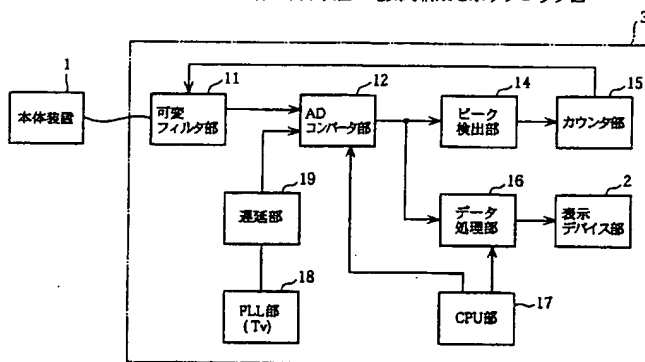 3
1
本体装置
11
可変
フィルタ部
12
AD
コンバータ部
14
ピーク
検出部
15
カウンタ部
19
遅延部
16
データ
処理部
2
表示
デバイス部
18
PLL部
(Tv)
CPU部
17